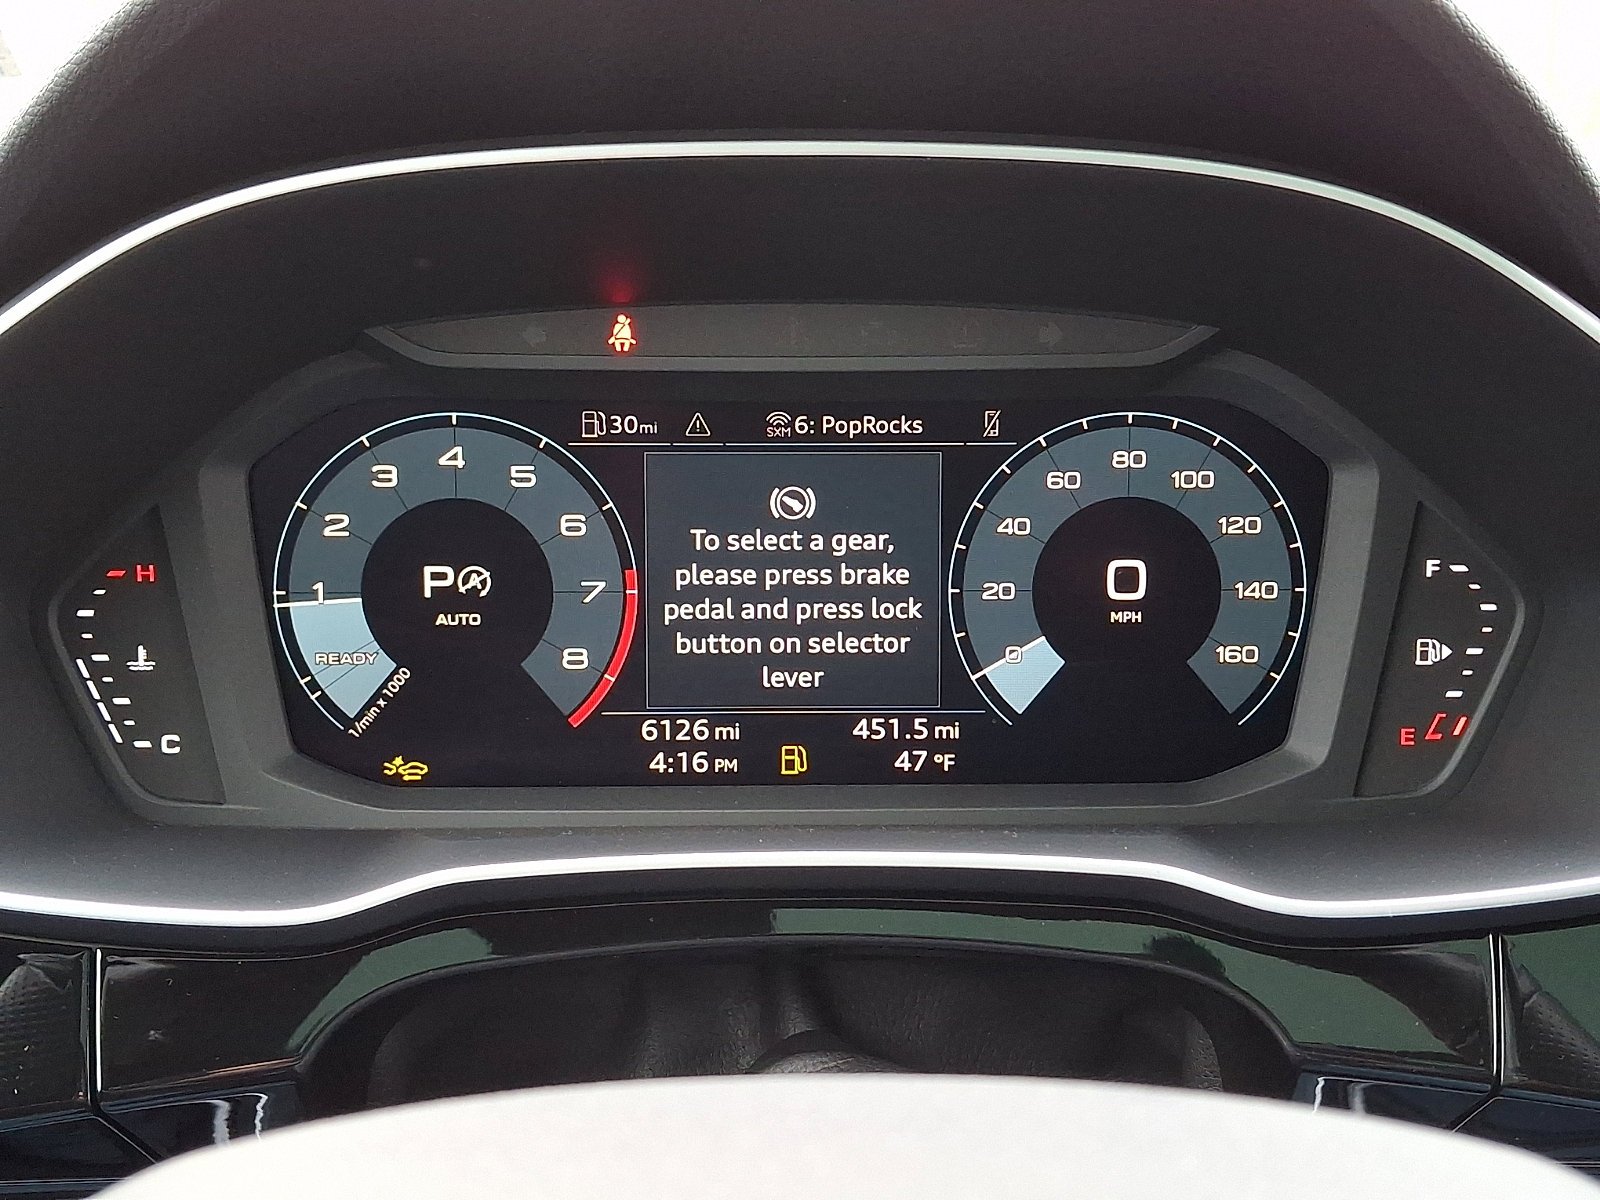 30mi
SXM 6: PopRocks
To select a gear,
please press brake
pedal and press lock
button on selector
lever
1 2 3 4 5 6 7 8
READY
1/min x 1000
P A
AUTO
0 20 40 60 80 100 120 140 160
0
MPH
6126 mi
451.5 mi
4:16 PM
47 °F
H
C
F
E